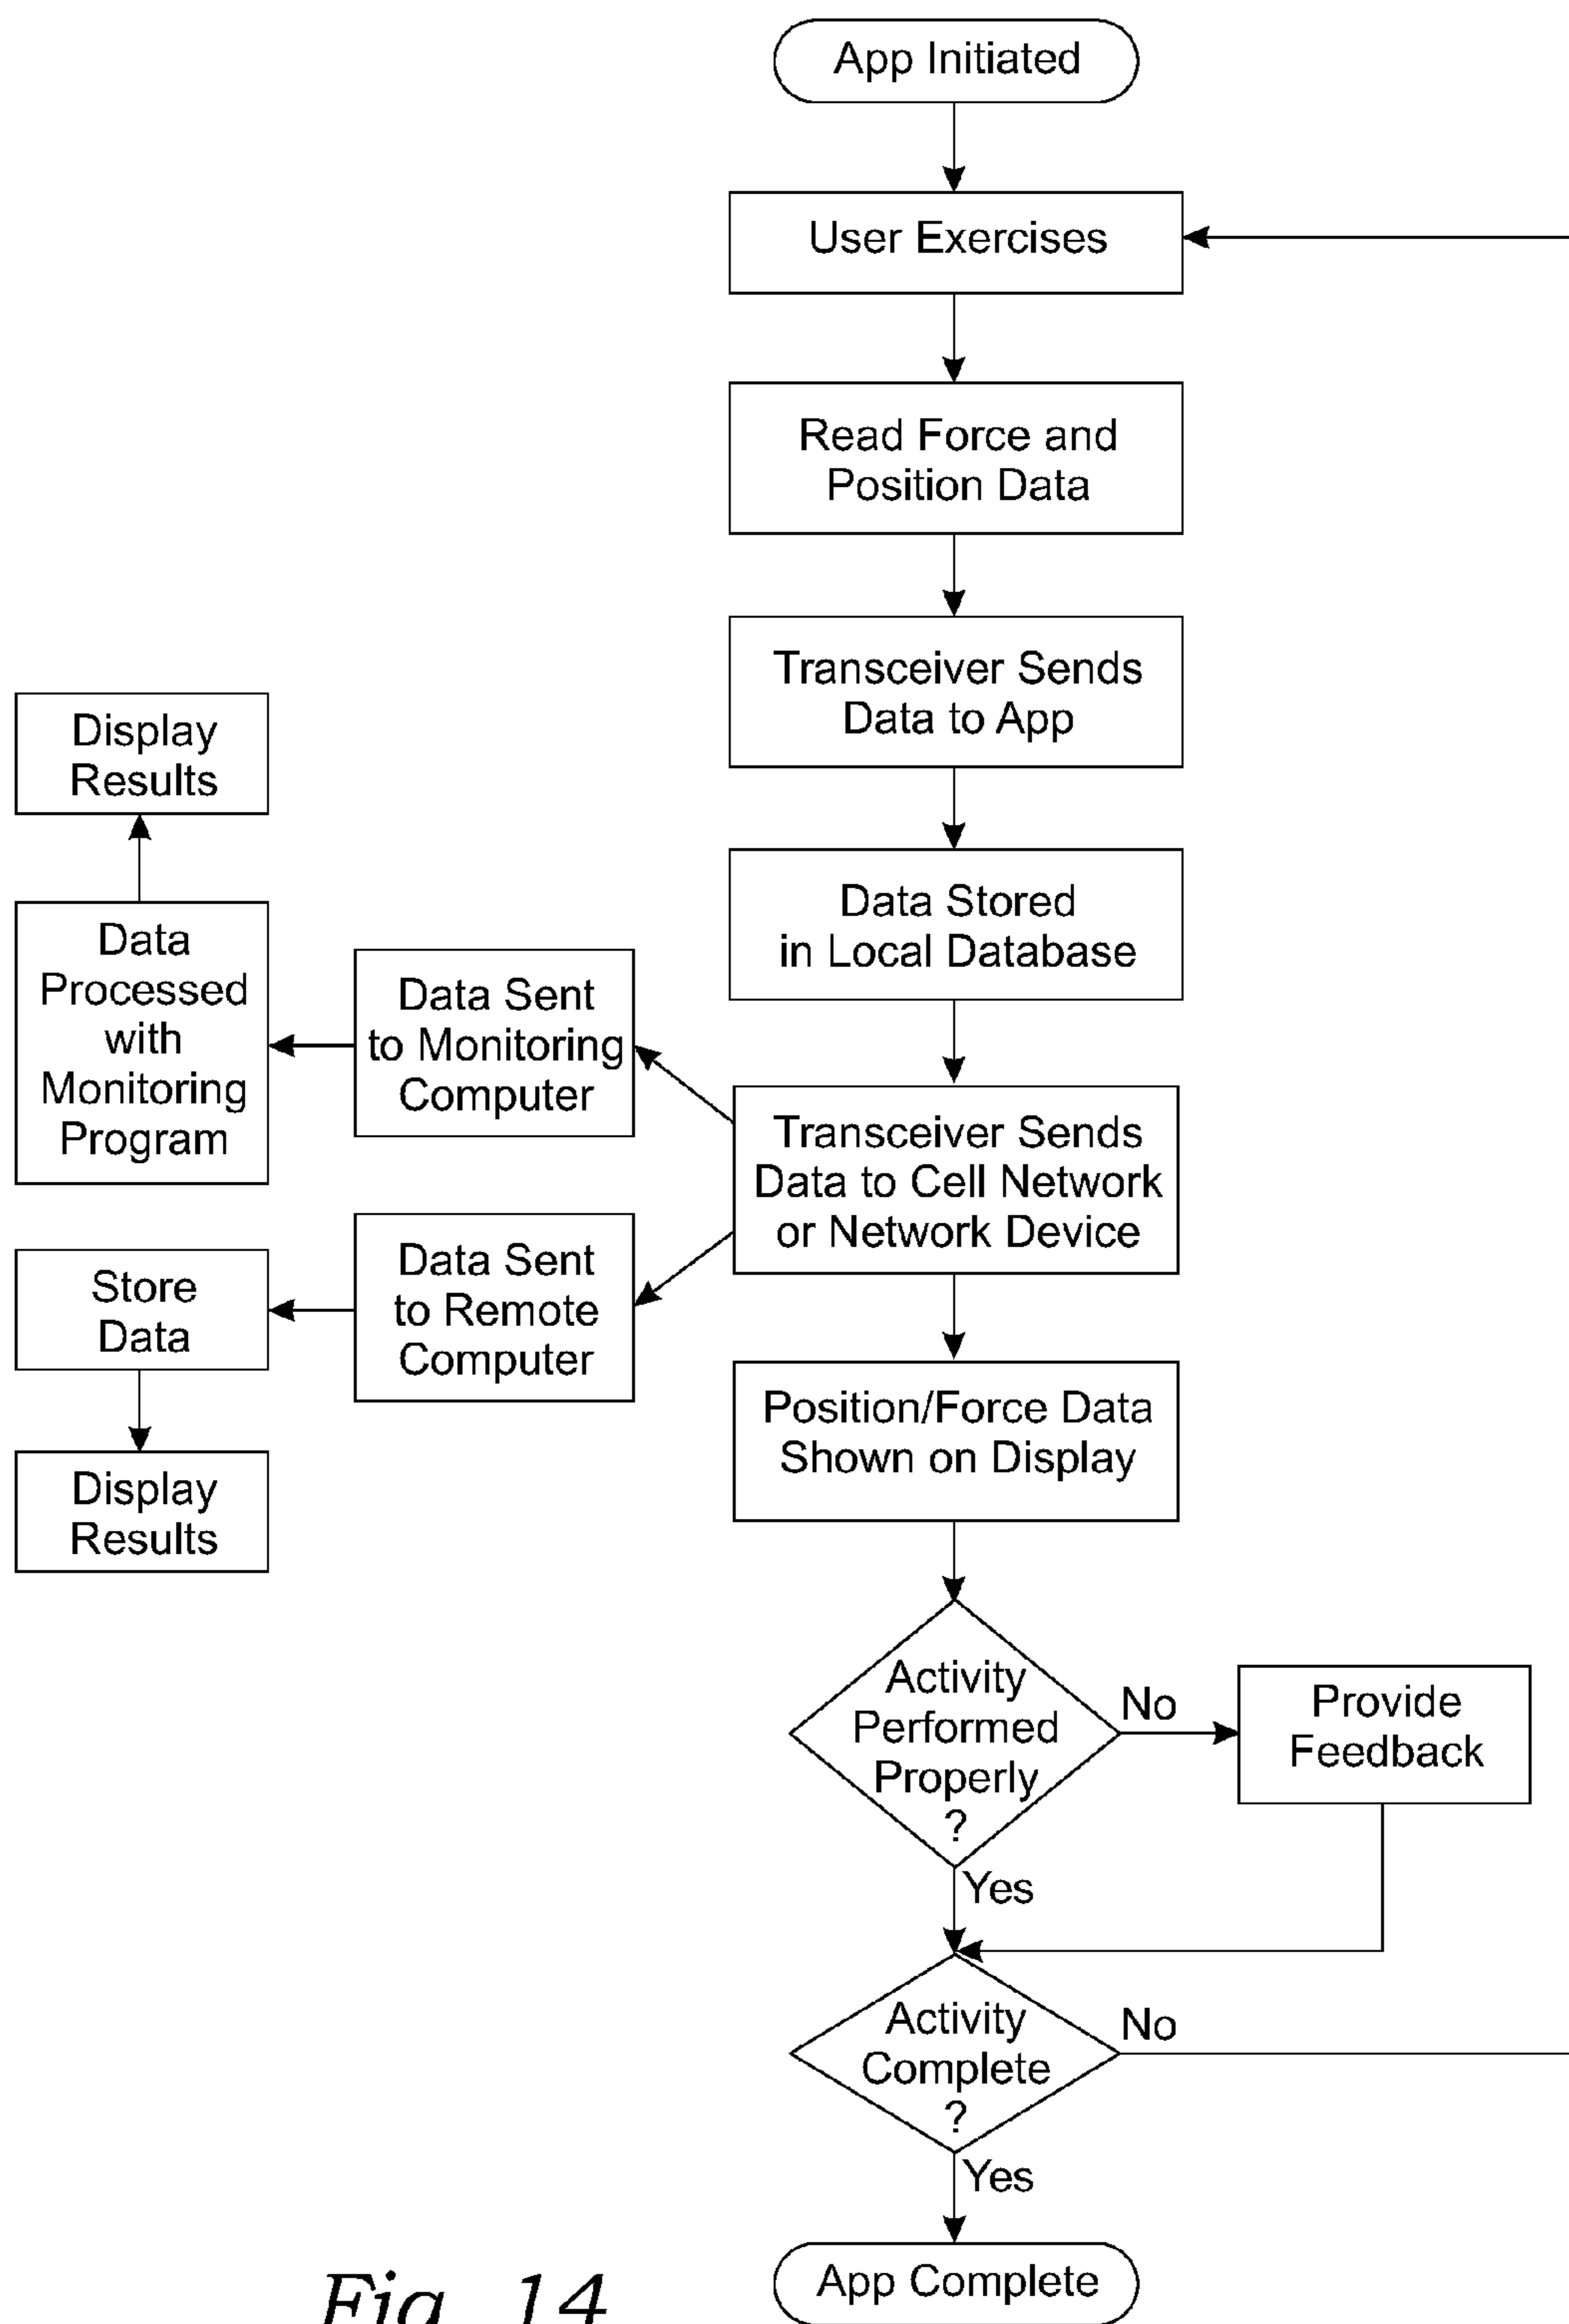 App Initiated
User Exercises
Read Force and
Position Data
Transceiver Sends
Data to App
Data Stored
in Local Database
Transceiver Sends
Data to Cell Network
or Network Device
Data Sent
to Monitoring
Computer
Data
Processed
with
Monitoring
Program
Display
Results
Data Sent
to Remote
Computer
Store
Data
Display
Results
Position/Force Data
Shown on Display
Activity
Performed
Properly
?
No
Provide
Feedback
Yes
Activity
Complete
?
No
Yes
App Complete
Fig. 14